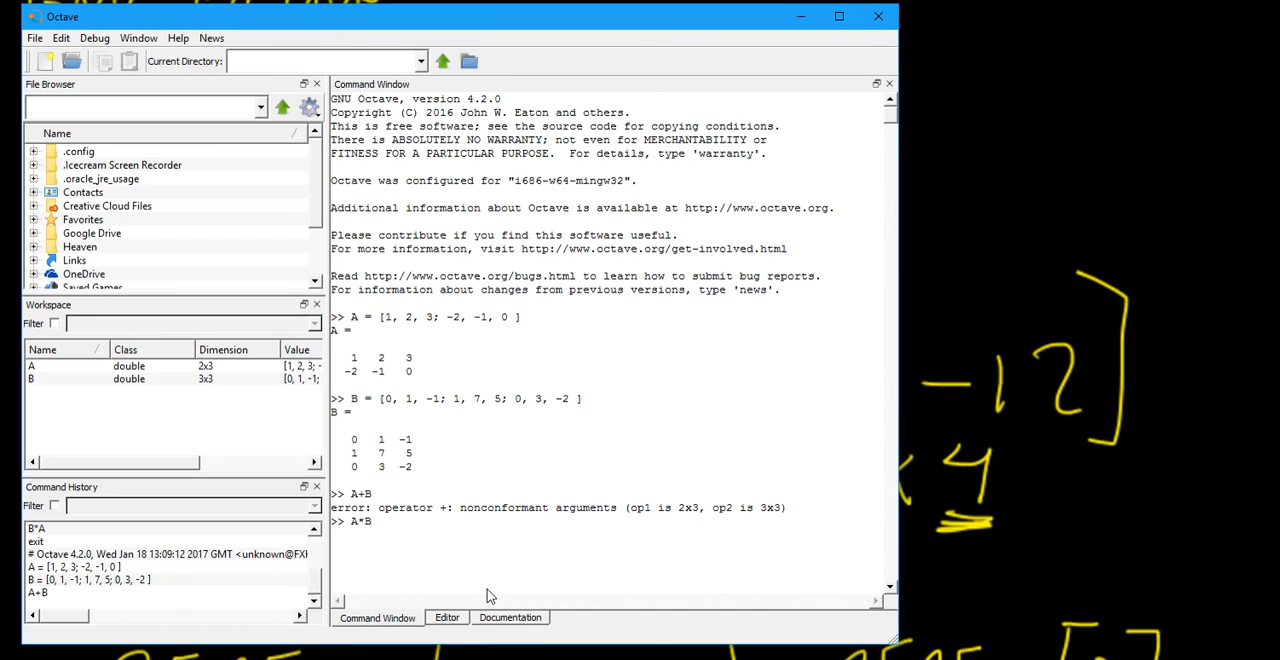 Octave
File Edit Debug Window Help News
Current Directory:
File Browser
Name
.config
.Icecream Screen Recorder
.oracle_jre_usage
Contacts
Creative Cloud Files
Favorites
Google Drive
Heaven
Links
OneDrive
Saved Games
Workspace
Filter
Name Class Dimension Value
A double 2x3 [1, 2, 3; -
B double 3x3 [0, 1, -1;
Command History
Filter
B*A
exit
# Octave 4.2.0, Wed Jan 18 13:09:12 2017 GMT <unknown@FXH
A = [1, 2, 3; -2, -1, 0 ]
B = [0, 1, -1; 1, 7, 5; 0, 3, -2 ]
A+B
Command Window
GNU Octave, version 4.2.0
Copyright (C) 2016 John W. Eaton and others.
This is free software; see the source code for copying conditions.
There is ABSOLUTELY NO WARRANTY; not even for MERCHANTABILITY or
FITNESS FOR A PARTICULAR PURPOSE. For details, type 'warranty'.
Octave was configured for "i686-w64-mingw32".
Additional information about Octave is available at http://www.octave.org.
Please contribute if you find this software useful.
For more information, visit http://www.octave.org/get-involved.html
Read http://www.octave.org/bugs.html to learn how to submit bug reports.
For information about changes from previous versions, type 'news'.
>> A = [1, 2, 3; -2, -1, 0 ]
A =
1 2 3
-2 -1 0
>> B = [0, 1, -1; 1, 7, 5; 0, 3, -2 ]
B =
0 1 -1
1 7 5
0 3 -2
>> A+B
error: operator +: nonconformant arguments (op1 is 2x3, op2 is 3x3)
>> A*B
Command Window Editor Documentation
-1 2 ]
x 4